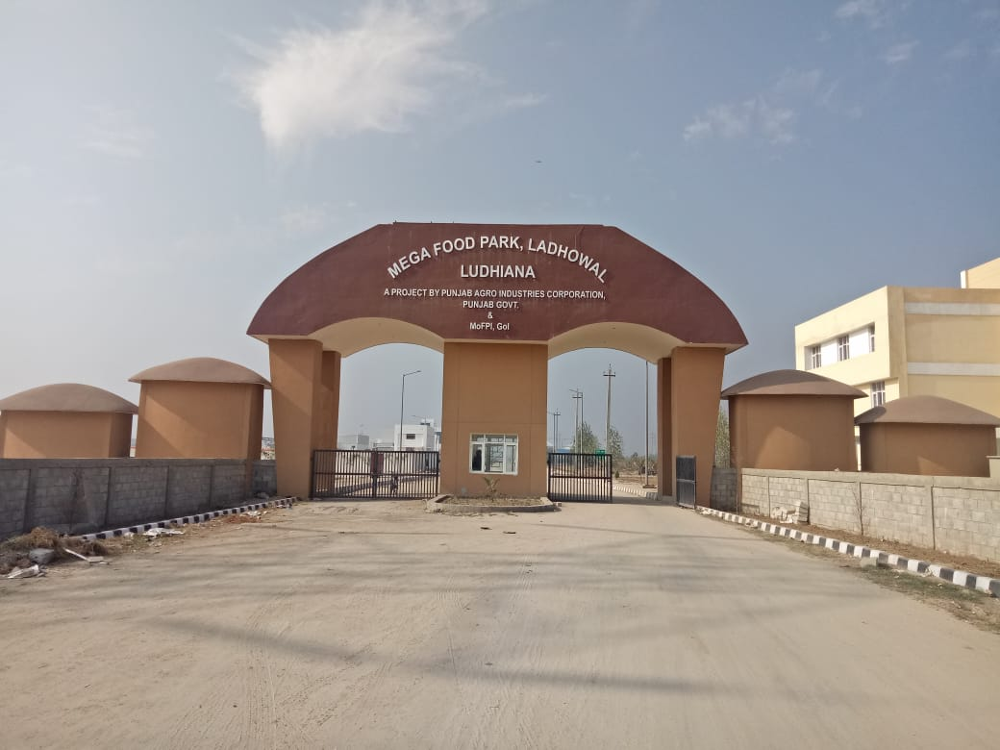 MEGA FOOD PARK, LADHOWAL
LUDHIANA
A PROJECT BY PUNJAB AGRO INDUSTRIES CORPORATION,
PUNJAB GOVT.
&
MoFPI, GoI